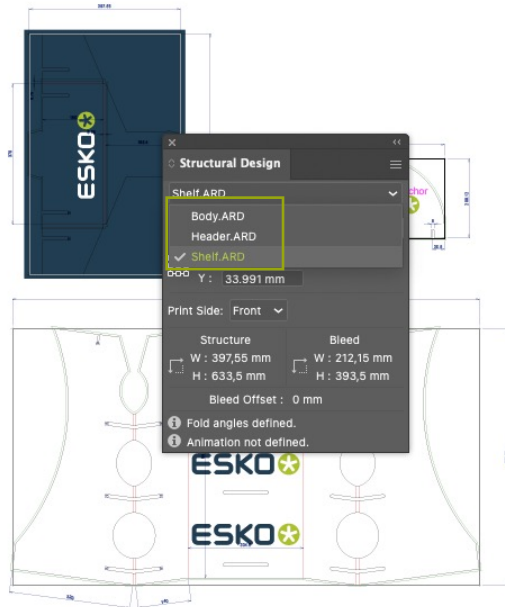 ESKO
Structural Design
Shelf.ARD
Body.ARD
Header.ARD
Shelf.ARD
Y : 33.991 mm
Print Side: Front
Structure
W : 397,55 mm
H : 633,5 mm
Bleed
W : 212,15 mm
H : 393,5 mm
Bleed Offset : 0 mm
Fold angles defined.
Animation not defined.
ESKO
ESKO